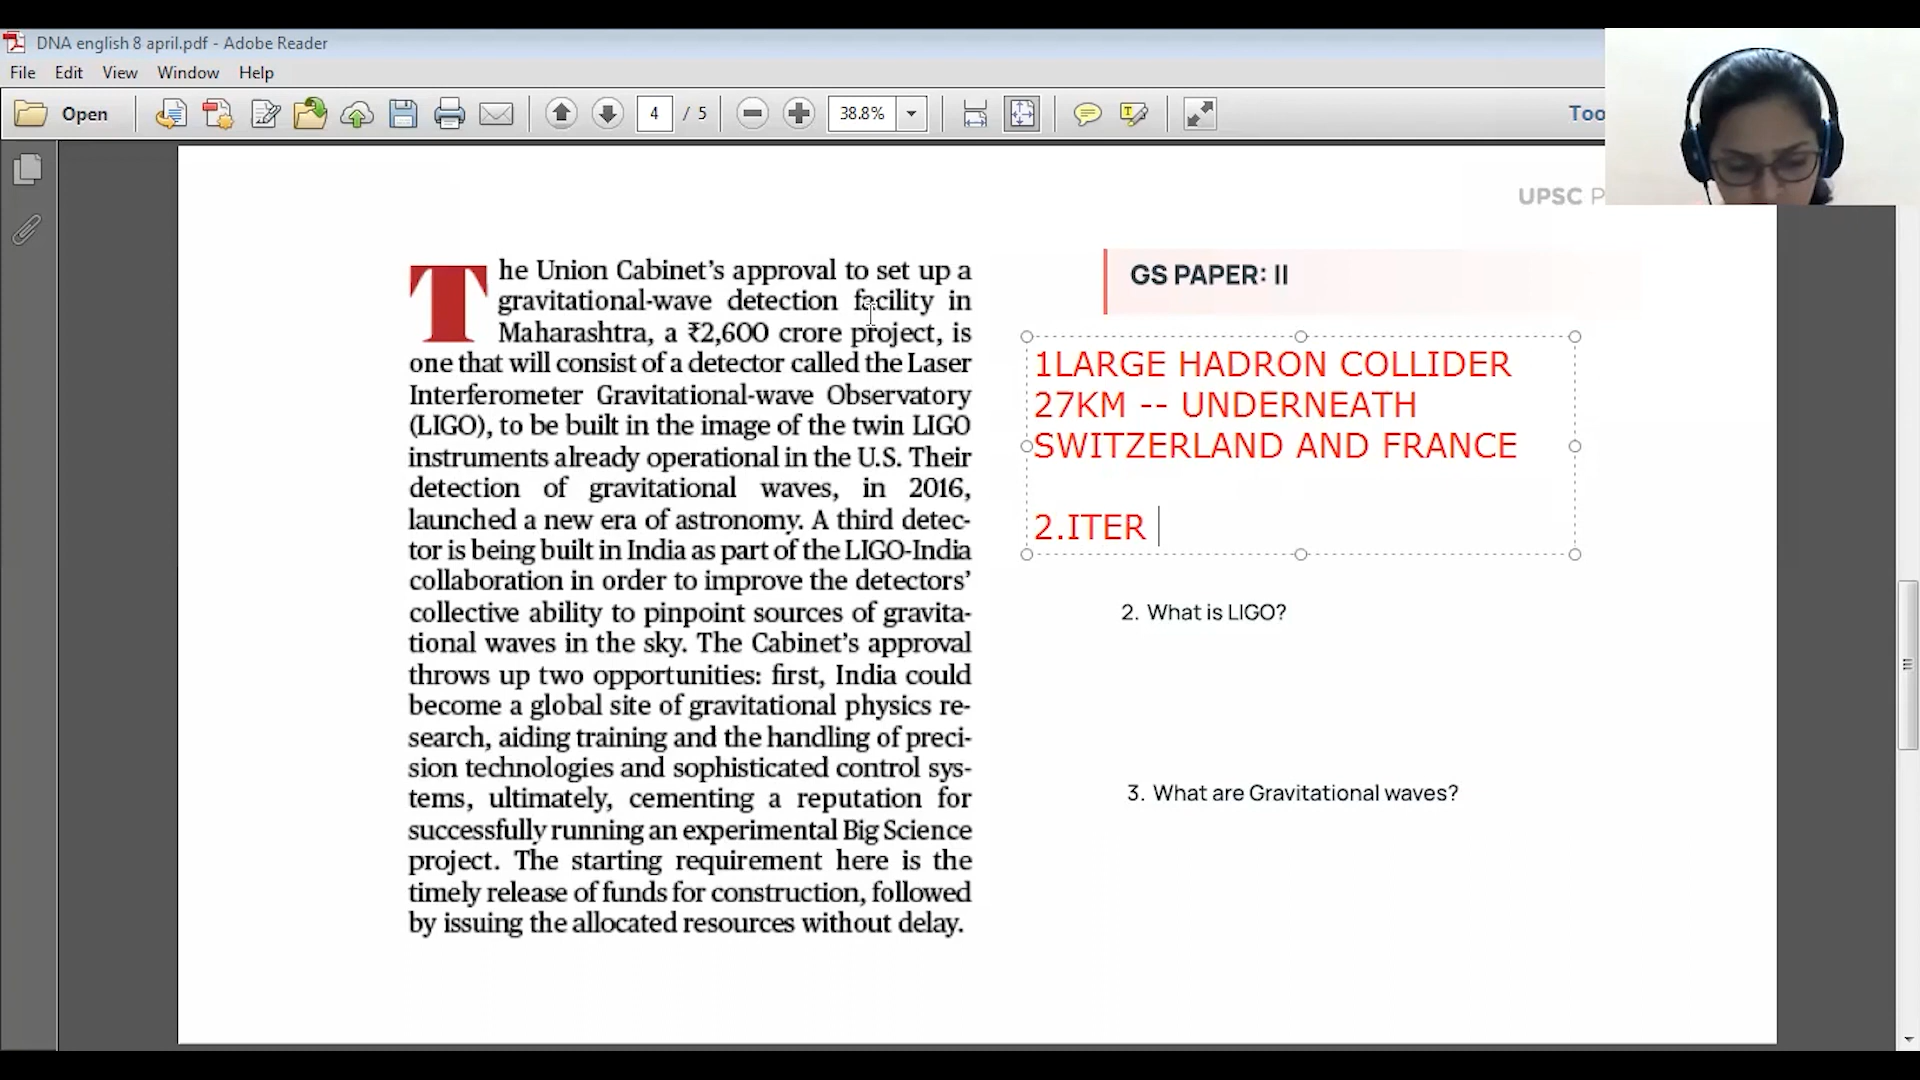 DNA english 8 april.pdf - Adobe Reader
File Edit View Window Help
Open 4 / 5 38.8% Too
UPSC P
The Union Cabinet's approval to set up a
gravitational-wave detection facility in
Maharashtra, a ₹2,600 crore project, is
one that will consist of a detector called the Laser
Interferometer Gravitational-wave Observatory
(LIGO), to be built in the image of the twin LIGO
instruments already operational in the U.S. Their
detection of gravitational waves, in 2016,
launched a new era of astronomy. A third detec-
tor is being built in India as part of the LIGO-India
collaboration in order to improve the detectors'
collective ability to pinpoint sources of gravita-
tional waves in the sky. The Cabinet's approval
throws up two opportunities: first, India could
become a global site of gravitational physics re-
search, aiding training and the handling of preci-
sion technologies and sophisticated control sys-
tems, ultimately, cementing a reputation for
successfully running an experimental Big Science
project. The starting requirement here is the
timely release of funds for construction, followed
by issuing the allocated resources without delay.
GS PAPER: II
1LARGE HADRON COLLIDER
27KM -- UNDERNEATH
SWITZERLAND AND FRANCE
2.ITER
2. What is LIGO?
3. What are Gravitational waves?